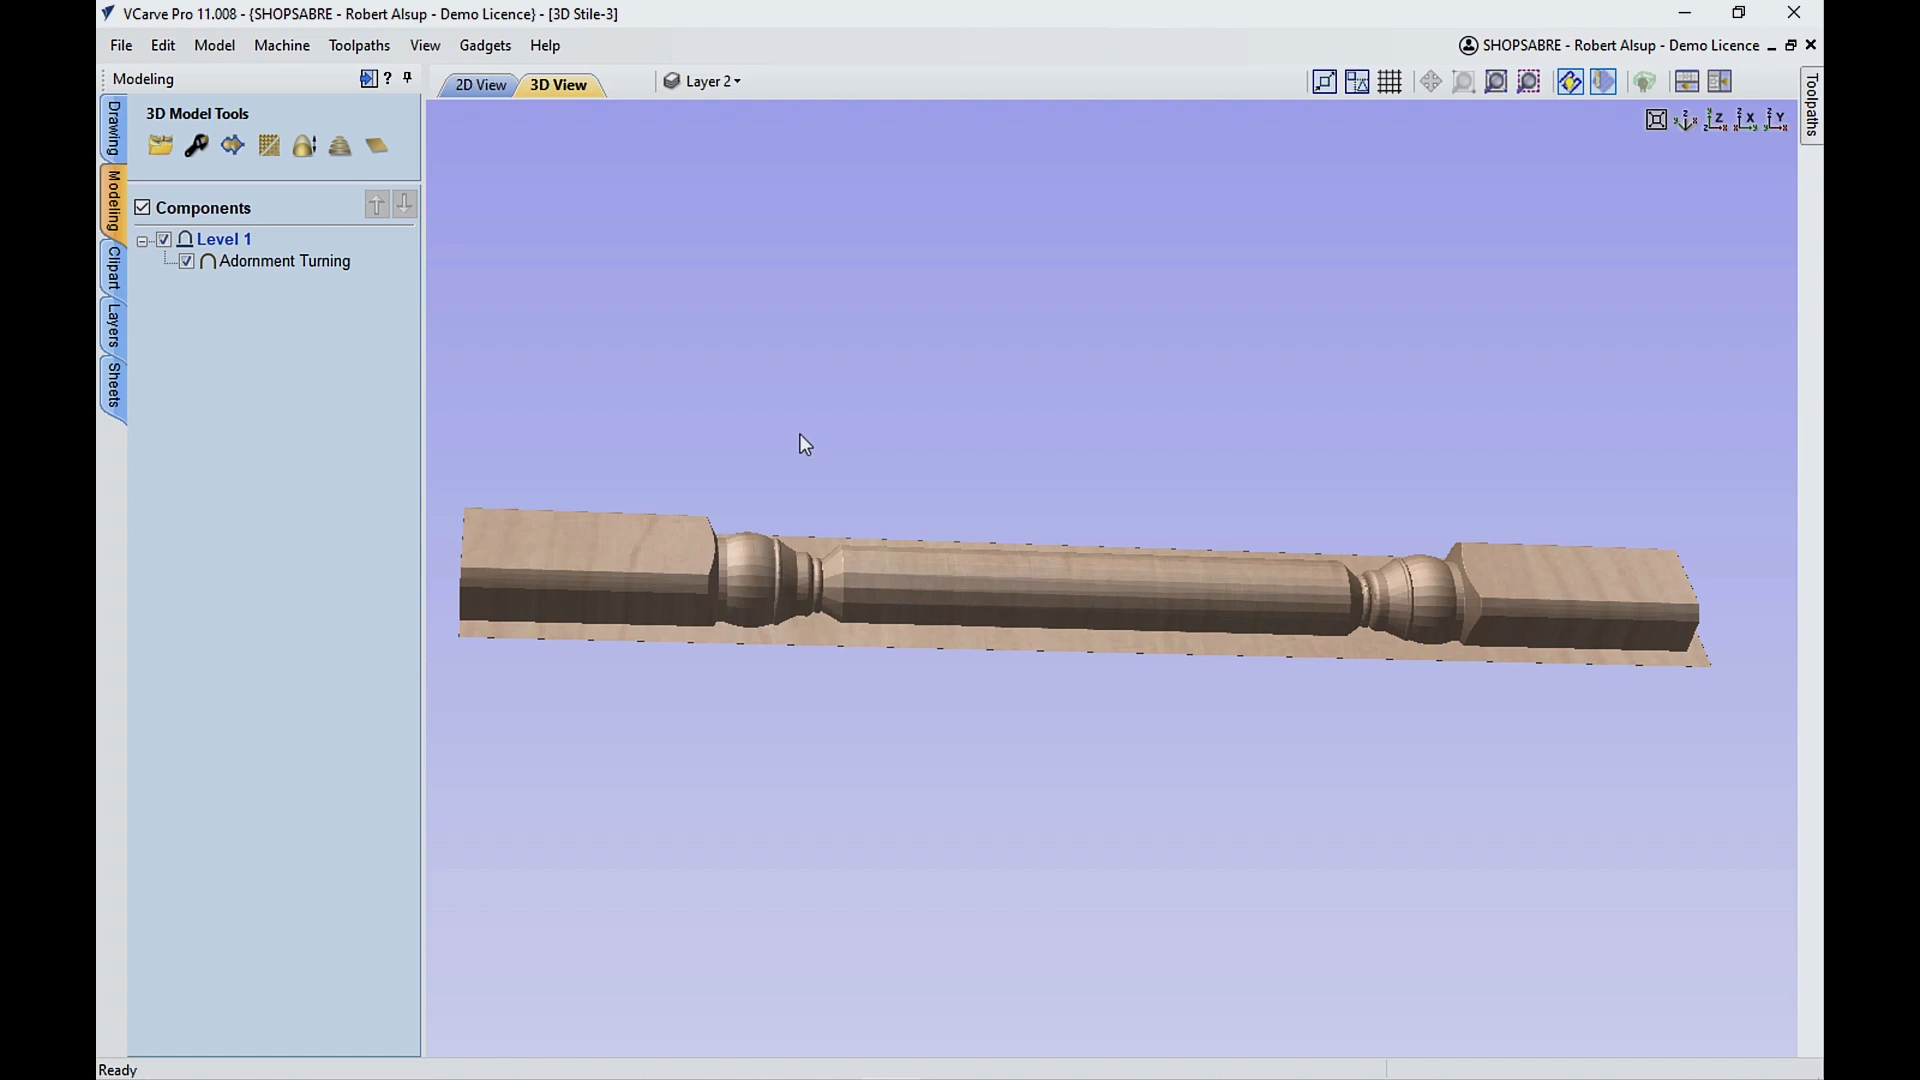 VCarve Pro 11.008 - {SHOPSABRE - Robert Alsup - Demo Licence} - [3D Stile-3]
File Edit Model Machine Toolpaths View Gadgets Help
SHOPSABRE - Robert Alsup - Demo Licence
Modeling
2D View
3D View
Layer 2
Toolpaths
3D Model Tools
Drawing
Modeling
Clipart
Layers
Sheets
Components
Level 1
Adornment Turning
Ready